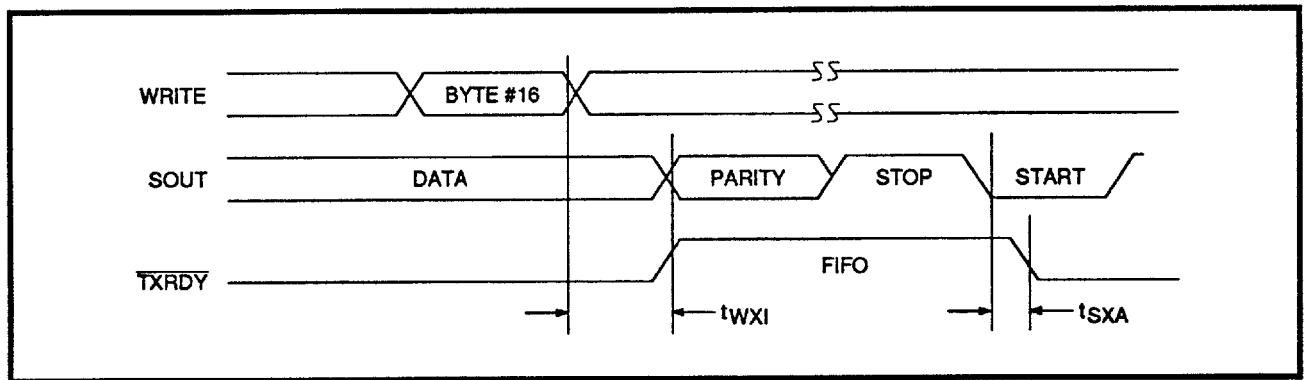 WRITE
BYTE #16
SOUT
DATA
PARITY
STOP
START
TXRDY
FIFO
tWXI
tSXA